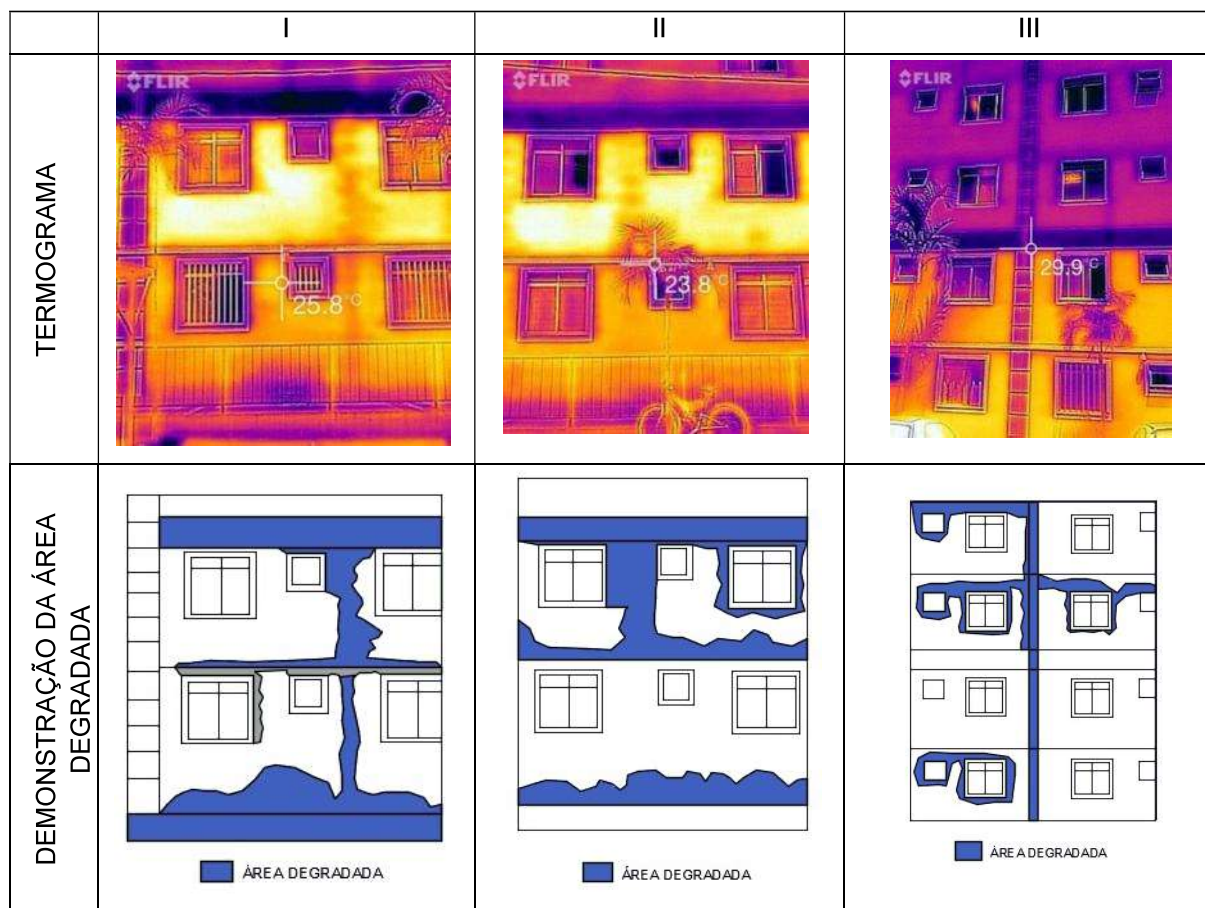 I
II
III
TERMOGRAMA
FLIR
25.8 °C
FLIR
23.8 °C
FLIR
29.9 °C
DEMONSTRAÇÃO DA ÁREA
DEGRADADA
ÁREA DEGRADADA
ÁREA DEGRADADA
ÁREA DEGRADADA